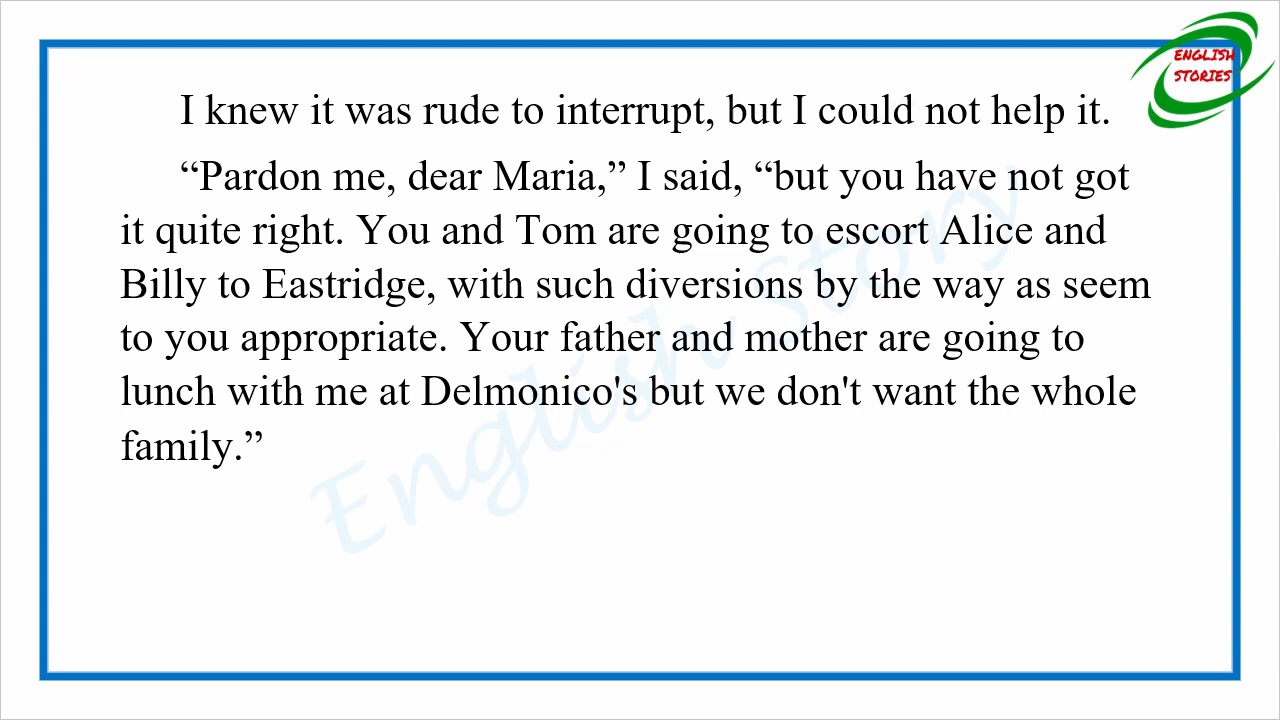 ENGLISH
STORIES
I knew it was rude to interrupt, but I could not help it.
“Pardon me, dear Maria,” I said, “but you have not got
it quite right. You and Tom are going to escort Alice and
Billy to Eastridge, with such diversions by the way as seem
to you appropriate. Your father and mother are going to
lunch with me at Delmonico's but we don't want the whole
family.”
English Story